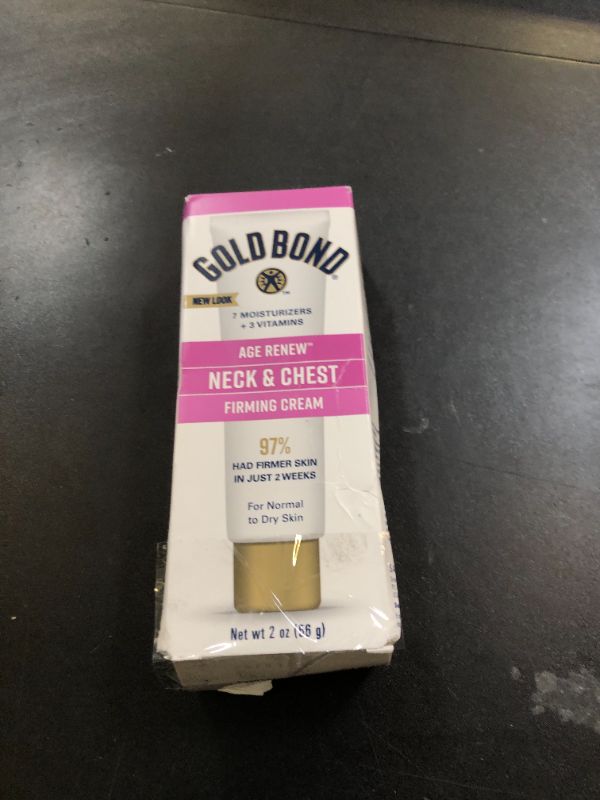 GOLD BOND®
NEW LOOK
7 MOISTURIZERS
+ 3 VITAMINS
AGE RENEW™
NECK & CHEST
FIRMING CREAM
97%
HAD FIRMER SKIN
IN JUST 2 WEEKS
For Normal
to Dry Skin
Net wt 2 oz (56 g)